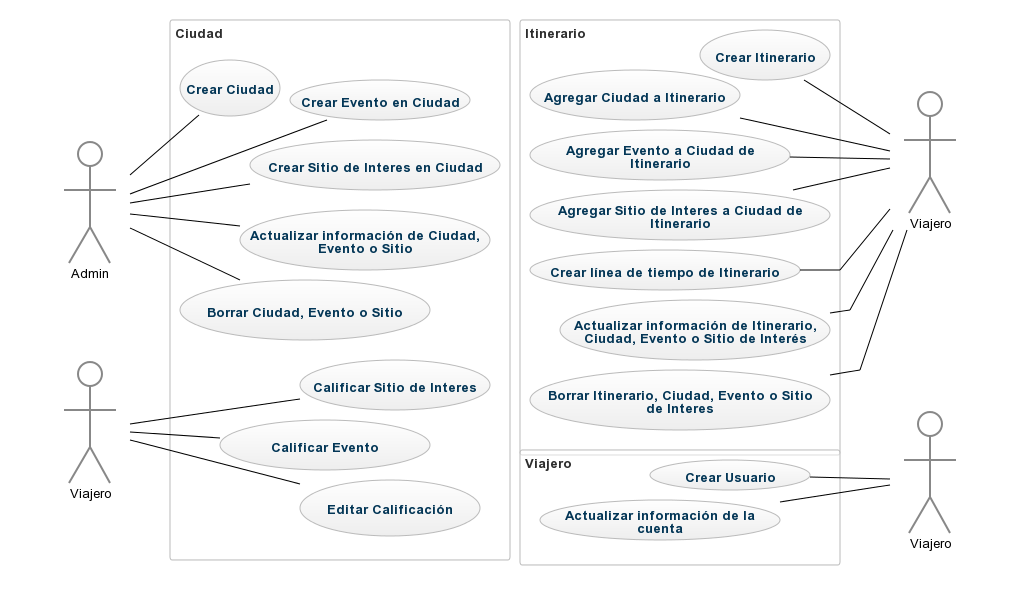 Ciudad
Crear Ciudad
Crear Evento en Ciudad
Crear Sitio de Interes en Ciudad
Actualizar información de Ciudad,
Evento o Sitio
Borrar Ciudad, Evento o Sitio
Admin
Calificar Sitio de Interes
Calificar Evento
Editar Calificación
Viajero
Itinerario
Crear Itinerario
Agregar Ciudad a Itinerario
Agregar Evento a Ciudad de
Itinerario
Agregar Sitio de Interes a Ciudad de
Itinerario
Crear línea de tiempo de Itinerario
Actualizar información de Itinerario,
Ciudad, Evento o Sitio de Interés
Borrar Itinerario, Ciudad, Evento o Sitio
de Interes
Viajero
Viajero
Crear Usuario
Actualizar información de la
cuenta
Viajero